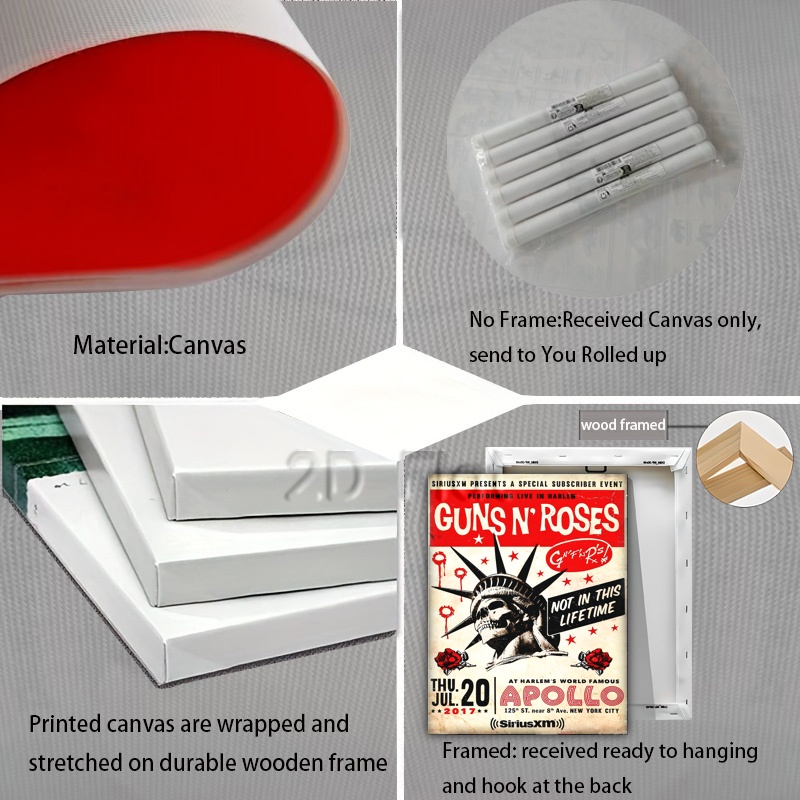 Material:Canvas
No Frame:Received Canvas only,
send to You Rolled up
wood framed
SIRIUSXM PRESENTS A SPECIAL SUBSCRIBER EVENT
PERFORMING LIVE IN HARLEM
GUNS N' ROSES
GN'F'N'R's!
NOT IN THIS
LIFETIME
THU.
JUL. 20
2017
AT HARLEM'S WORLD FAMOUS
APOLLO
125th ST. near 8th Ave. NEW YORK CITY
((SiriusXM))
Printed canvas are wrapped and
stretched on durable wooden frame
Framed: received ready to hanging
and hook at the back